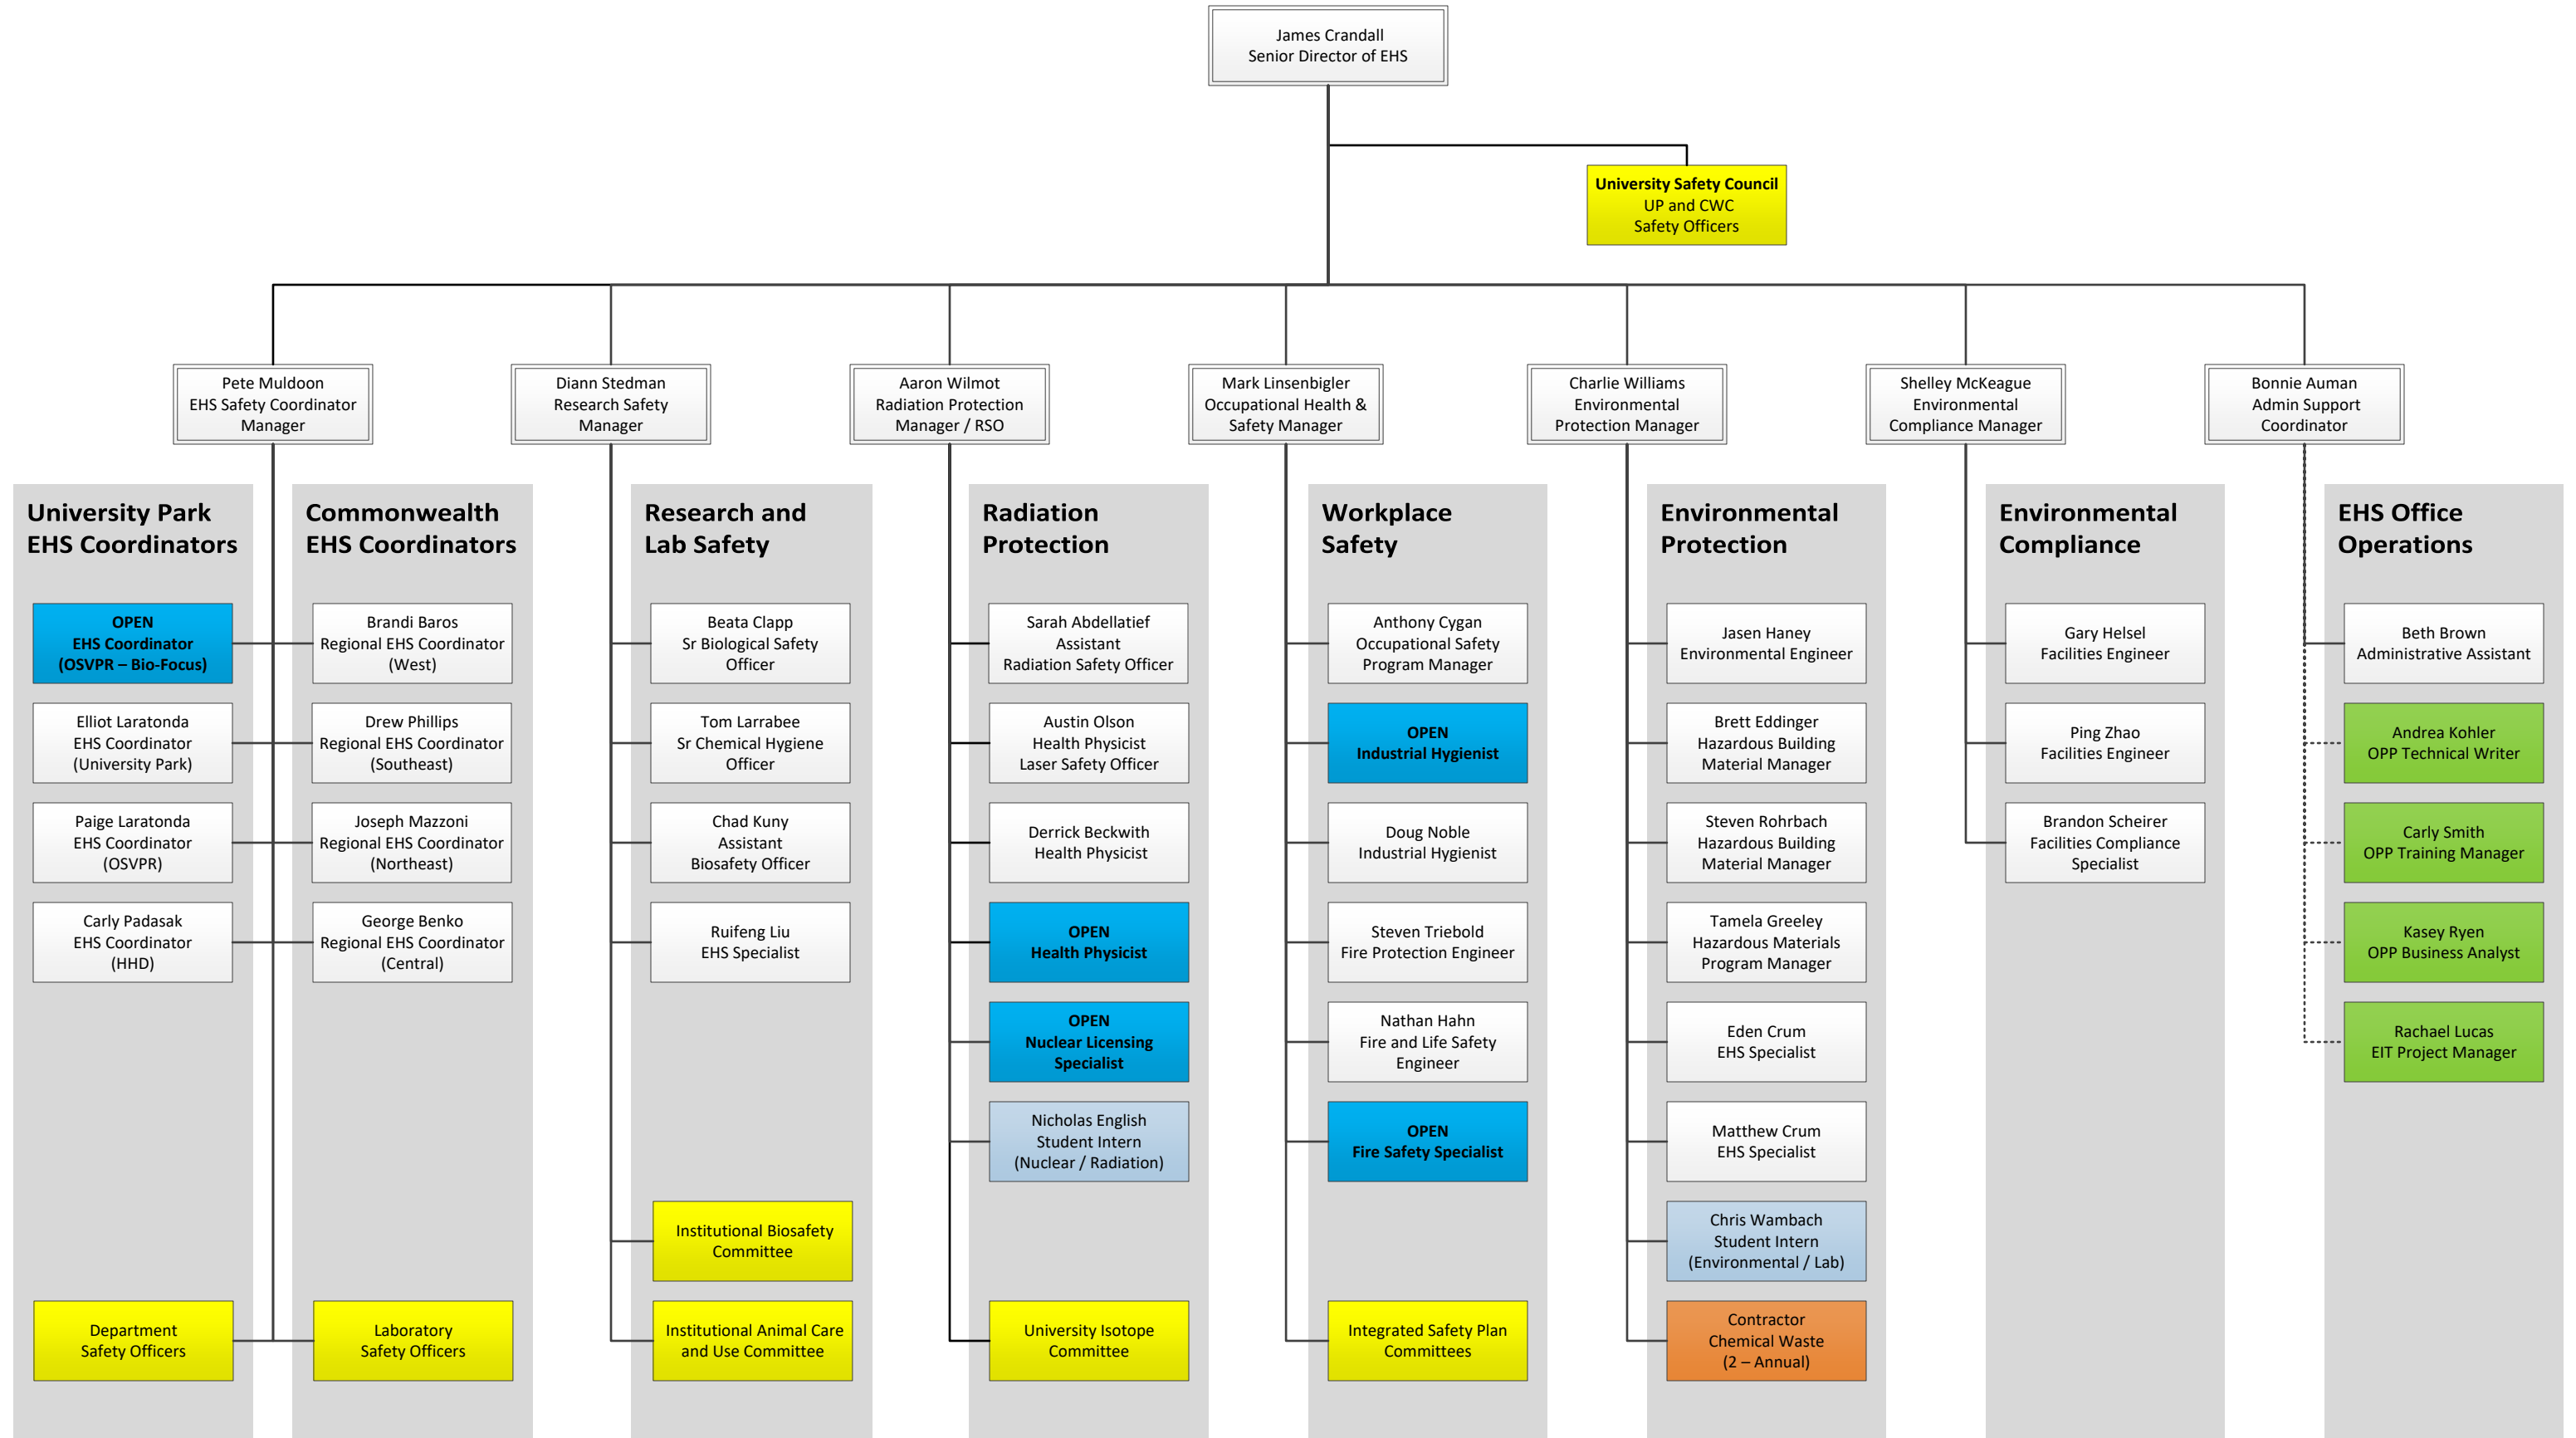 James Crandall
Senior Director of EHS
University Safety Council
UP and CWC
Safety Officers
Pete Muldoon
EHS Safety Coordinator
Manager
Diann Stedman
Research Safety
Manager
Aaron Wilmot
Radiation Protection
Manager / RSO
Mark Linsenbigler
Occupational Health &
Safety Manager
Charlie Williams
Environmental
Protection Manager
Shelley McKeague
Environmental
Compliance Manager
Bonnie Auman
Admin Support
Coordinator
University Park
EHS Coordinators
OPEN
EHS Coordinator
(OSVPR – Bio-Focus)
Elliot Laratonda
EHS Coordinator
(University Park)
Paige Laratonda
EHS Coordinator
(OSVPR)
Carly Padasak
EHS Coordinator
(HHD)
Department
Safety Officers
Commonwealth
EHS Coordinators
Brandi Baros
Regional EHS Coordinator
(West)
Drew Phillips
Regional EHS Coordinator
(Southeast)
Joseph Mazzoni
Regional EHS Coordinator
(Northeast)
George Benko
Regional EHS Coordinator
(Central)
Laboratory
Safety Officers
Research and
Lab Safety
Beata Clapp
Sr Biological Safety
Officer
Tom Larrabee
Sr Chemical Hygiene
Officer
Chad Kuny
Assistant
Biosafety Officer
Ruifeng Liu
EHS Specialist
Institutional Biosafety
Committee
Institutional Animal Care
and Use Committee
Radiation
Protection
Sarah Abdellatief
Assistant
Radiation Safety Officer
Austin Olson
Health Physicist
Laser Safety Officer
Derrick Beckwith
Health Physicist
OPEN
Health Physicist
OPEN
Nuclear Licensing
Specialist
Nicholas English
Student Intern
(Nuclear / Radiation)
University Isotope
Committee
Workplace
Safety
Anthony Cygan
Occupational Safety
Program Manager
OPEN
Industrial Hygienist
Doug Noble
Industrial Hygienist
Steven Triebold
Fire Protection Engineer
Nathan Hahn
Fire and Life Safety
Engineer
OPEN
Fire Safety Specialist
Integrated Safety Plan
Committees
Environmental
Protection
Jasen Haney
Environmental Engineer
Brett Eddinger
Hazardous Building
Material Manager
Steven Rohrbach
Hazardous Building
Material Manager
Tamela Greeley
Hazardous Materials
Program Manager
Eden Crum
EHS Specialist
Matthew Crum
EHS Specialist
Chris Wambach
Student Intern
(Environmental / Lab)
Contractor
Chemical Waste
(2 – Annual)
Environmental
Compliance
Gary Helsel
Facilities Engineer
Ping Zhao
Facilities Engineer
Brandon Scheirer
Facilities Compliance
Specialist
EHS Office
Operations
Beth Brown
Administrative Assistant
Andrea Kohler
OPP Technical Writer
Carly Smith
OPP Training Manager
Kasey Ryen
OPP Business Analyst
Rachael Lucas
EIT Project Manager